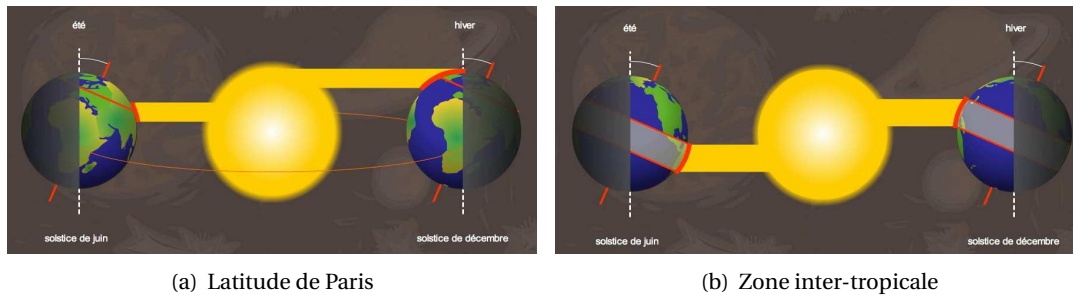 été
hiver
solstice de juin
solstice de décembre
(a) Latitude de Paris
été
hiver
solstice de juin
solstice de décembre
(b) Zone inter-tropicale